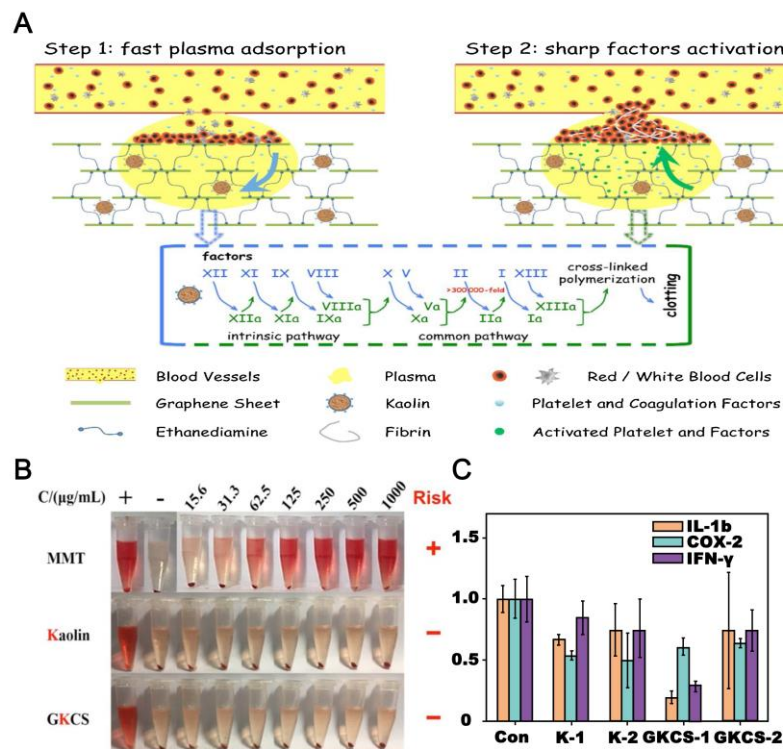 A
Step 1: fast plasma adsorption
Step 2: sharp factors activation
factors
XII XI IX VIII X V II I XIII
cross-linked
polymerization
>300 000-fold
VIIIa Va XIIIa
XIIa XIa IXa Xa IIa Ia
intrinsic pathway
common pathway
clotting
Blood Vessels
Plasma
Red / White Blood Cells
Graphene Sheet
Kaolin
Platelet and Coagulation Factors
Ethanediamine
Fibrin
Activated Platelet and Factors
B
C/(μg/mL) + - 15.6 31.3 62.5 125 250 500 1000 Risk
MMT +
Kaolin -
GKCS -
C
IL-1b
COX-2
IFN-γ
1.5
1.0
0.5
0
Con K-1 K-2 GKCS-1 GKCS-2